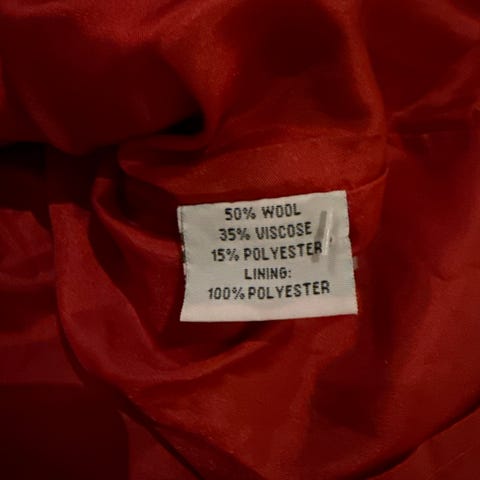 50% WOOL
35% VISCOSE
15% POLYESTER
LINING:
100% POLYESTER